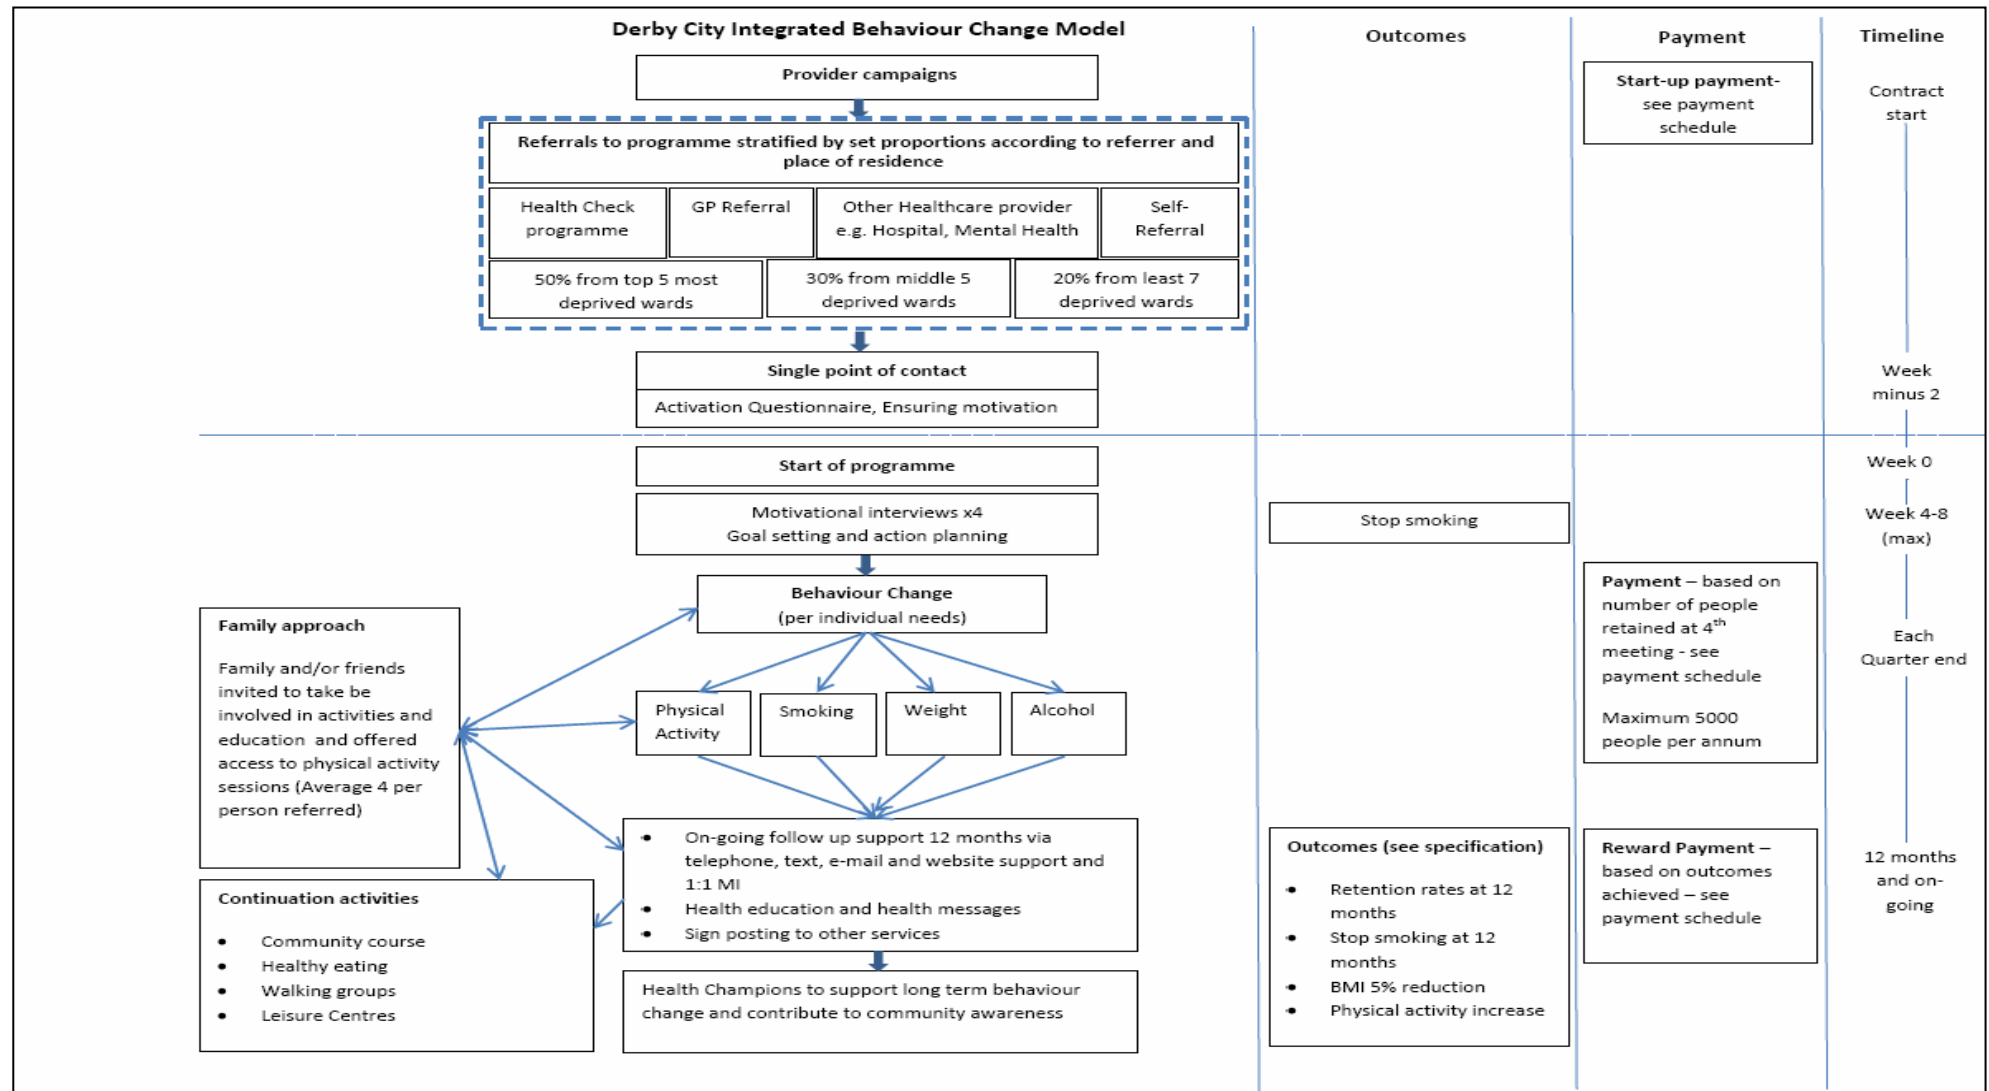 Derby City Integrated Behaviour Change Model
Provider campaigns
Referrals to programme stratified by set proportions according to referrer and
place of residence
Health Check
programme
GP Referral
Other Healthcare provider
e.g. Hospital, Mental Health
Self-
Referral
50% from top 5 most
deprived wards
30% from middle 5
deprived wards
20% from least 7
deprived wards
Single point of contact
Activation Questionnaire, Ensuring motivation
Start of programme
Motivational interviews x4
Goal setting and action planning
Behaviour Change
(per individual needs)
Physical
Activity
Smoking
Weight
Alcohol
Family approach
Family and/or friends
invited to take be
involved in activities and
education and offered
access to physical activity
sessions (Average 4 per
person referred)
• On-going follow up support 12 months via
telephone, text, e-mail and website support and
1:1 MI
• Health education and health messages
• Sign posting to other services
Continuation activities
• Community course
• Healthy eating
• Walking groups
• Leisure Centres
Health Champions to support long term behaviour
change and contribute to community awareness
Outcomes
Stop smoking
Outcomes (see specification)
• Retention rates at 12
months
• Stop smoking at 12
months
• BMI 5% reduction
• Physical activity increase
Payment
Start-up payment-
see payment
schedule
Payment – based on
number of people
retained at 4th
meeting - see
payment schedule
Maximum 5000
people per annum
Reward Payment –
based on outcomes
achieved – see
payment schedule
Timeline
Contract
start
Week
minus 2
Week 0
Week 4-8
(max)
Each
Quarter end
12 months
and on-
going